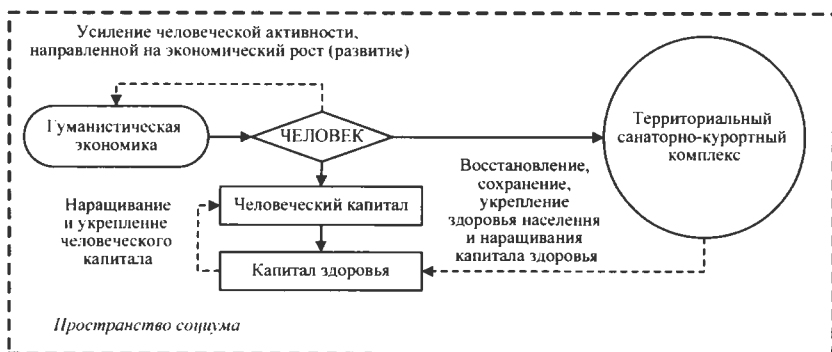 Усиление человеческой активности,
направленной на экономический рост (развитие)
Гуманистическая
экономика
ЧЕЛОВЕК
Территориальный
санаторно-курортный
комплекс
Наращивание
и укрепление
человеческого
капитала
Человеческий капитал
Капитал здоровья
Восстановление,
сохранение,
укрепление
здоровья населения
и наращивания
капитала здоровья
Пространство социума